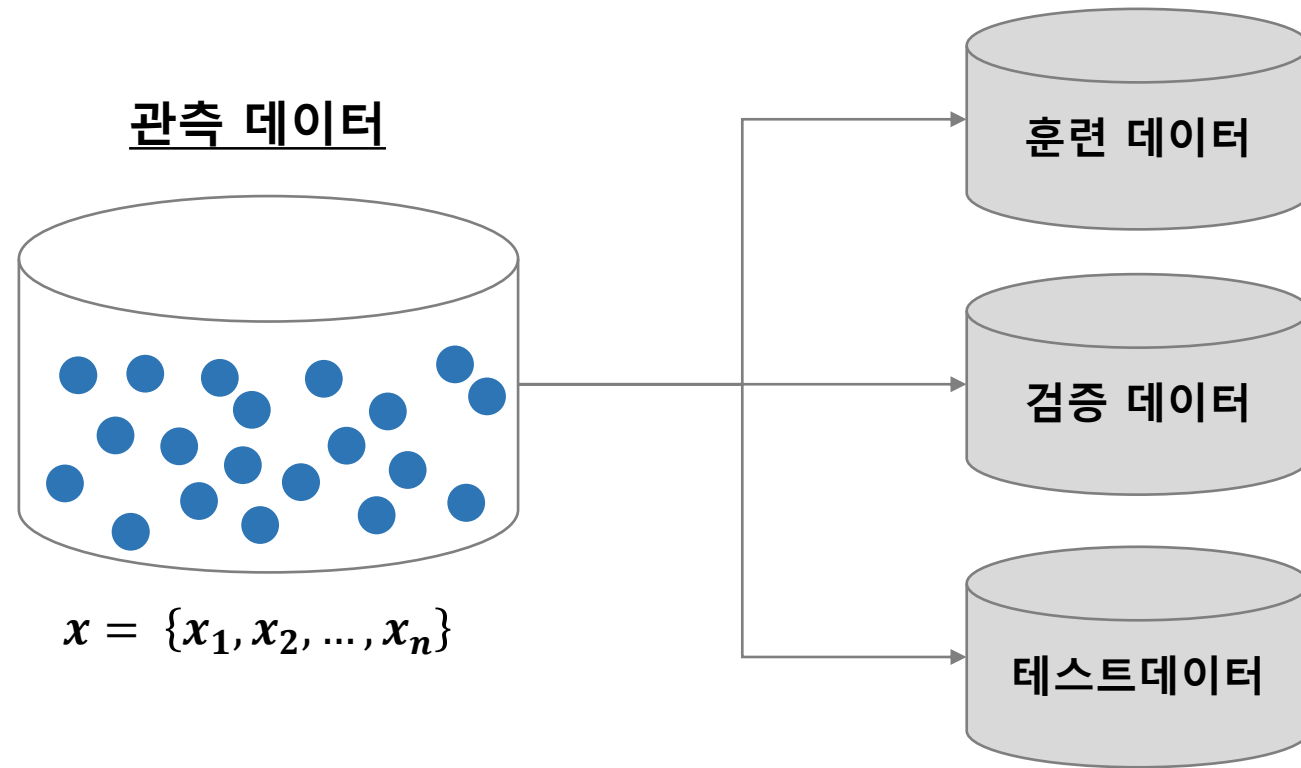 관측 데이터
x = {x₁, x₂, ..., xₙ}
훈련 데이터
검증 데이터
테스트데이터